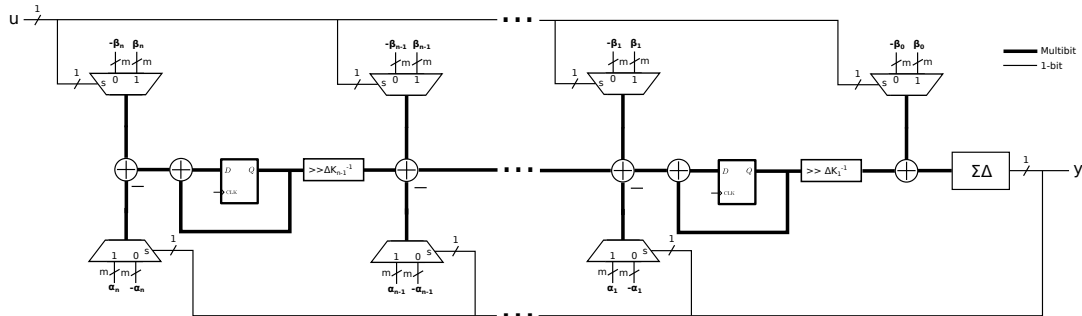 u 1 ...
-βn βn -βn-1 βn-1 -β1 β1 -β0 β0
Multibit
1-bit
m m m m m m m m
1 s 0 1 1 s 0 1 1 s 0 1 1 s 0 1
D Q >>ΔKn-1⁻¹ ... D Q >> ΔK1⁻¹ ΣΔ 1 y
CLK CLK
1 0 s 1 1 0 s 1 1 0 s 1
m m m m m m
αn -αn αn-1 -αn-1 α1 -α1
...